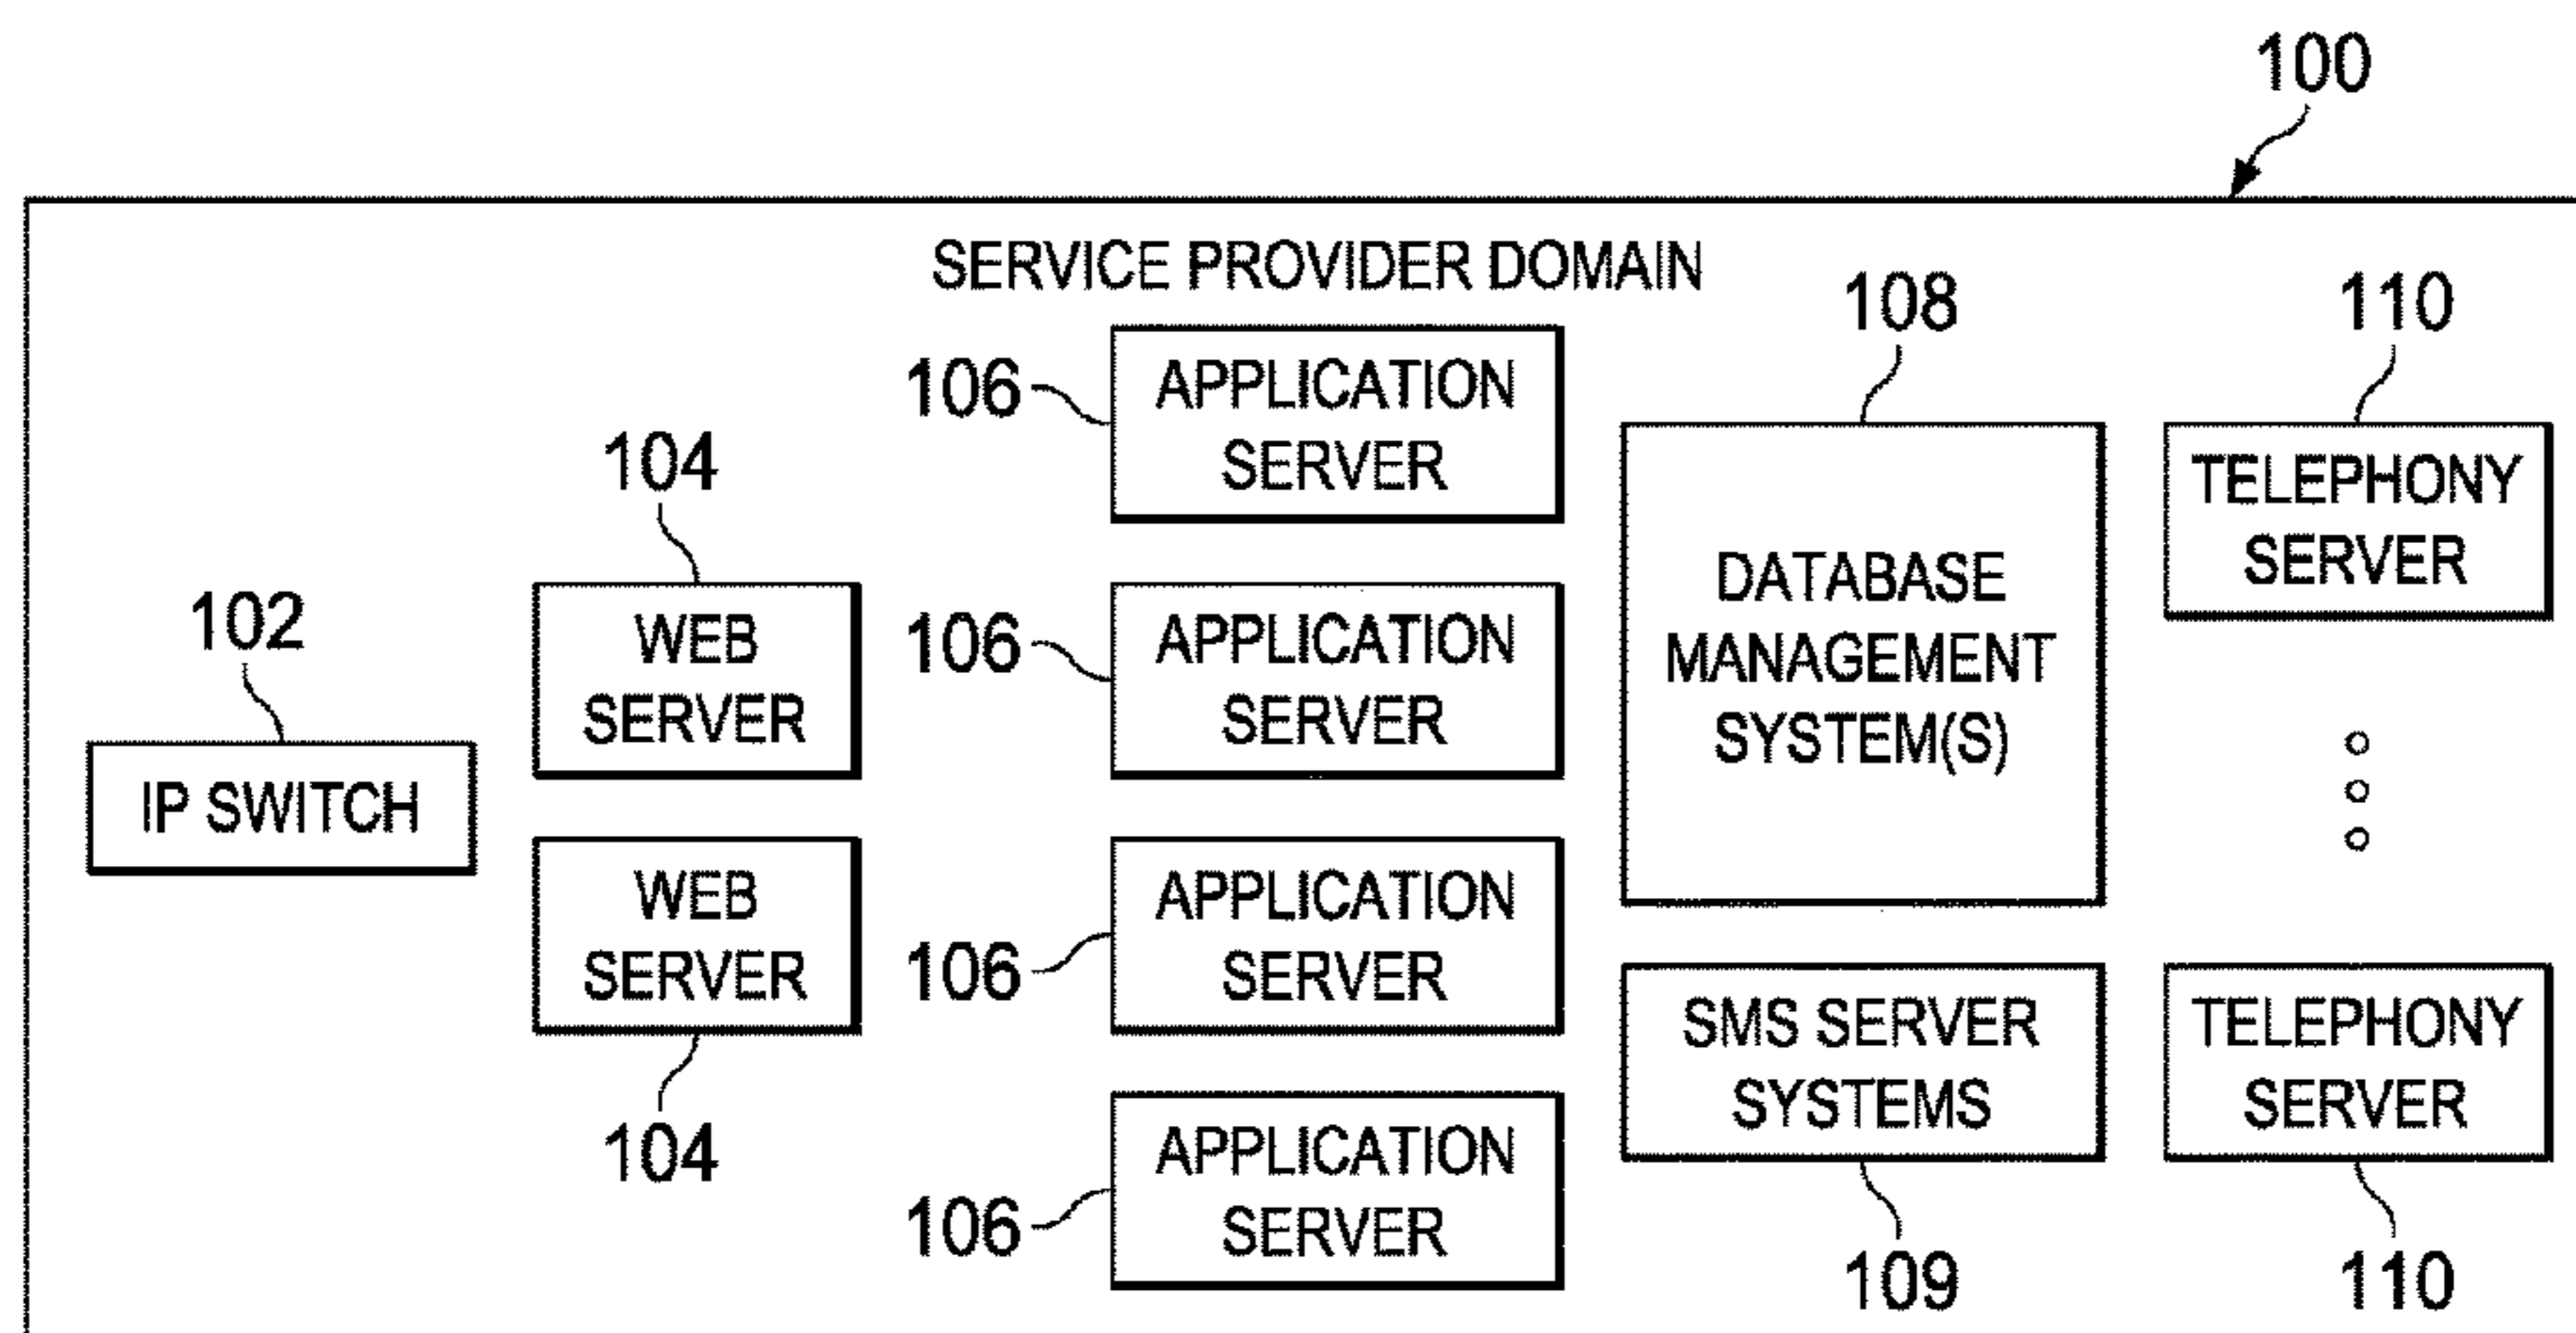 100
SERVICE PROVIDER DOMAIN
102
IP SWITCH
104
WEB
SERVER
WEB
SERVER
104
106
APPLICATION
SERVER
106
APPLICATION
SERVER
106
APPLICATION
SERVER
106
APPLICATION
SERVER
108
DATABASE
MANAGEMENT
SYSTEM(S)
SMS SERVER
SYSTEMS
109
110
TELEPHONY
SERVER
TELEPHONY
SERVER
110